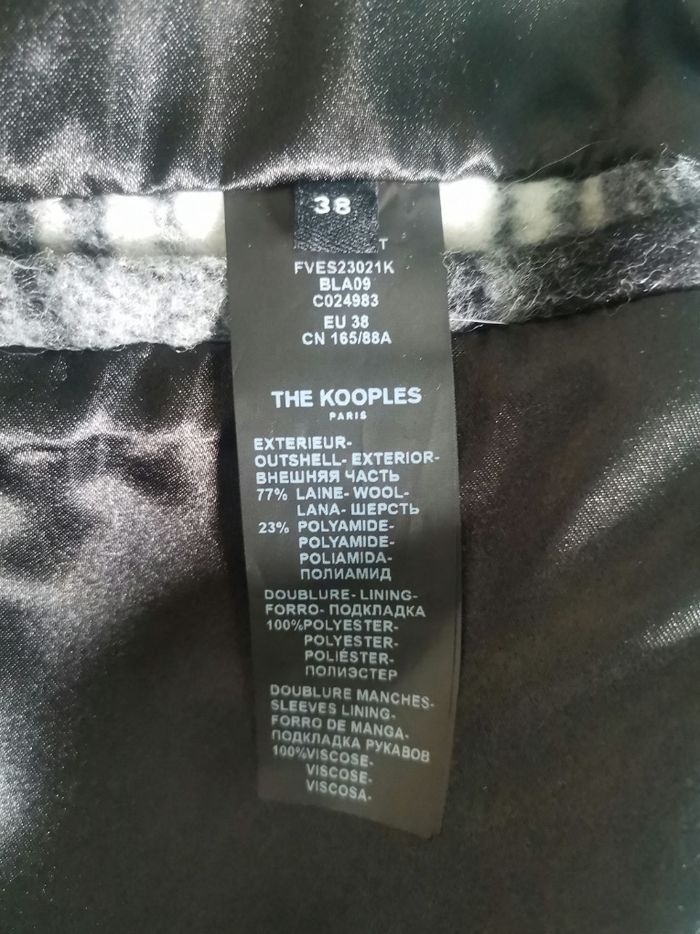 38
T
FVES23021K
BLA09
C024983
EU 38
CN 165/88A
THE KOOPLES
PARIS
EXTERIEUR-
OUTSHELL- EXTERIOR-
ВНЕШНЯЯ ЧАСТЬ
77% LAINE- WOOL-
LANA- ШЕРСТЬ
23% POLYAMIDE-
POLYAMIDE-
POLIAMIDA-
ПОЛИАМИД
DOUBLURE- LINING-
FORRO- ПОДКЛАДКА
100%POLYESTER-
POLYESTER-
POLIÉSTER-
ПОЛИЭСТЕР
DOUBLURE MANCHES-
SLEEVES LINING-
FORRO DE MANGA-
ПОДКЛАДКА РУКАВОВ
100%VISCOSE-
VISCOSE-
VISCOSA-